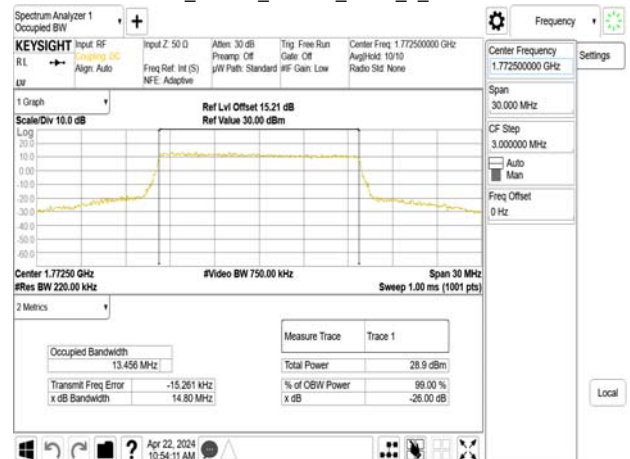 Spectrum Analyzer 1
Occupied BW
Frequency
KEYSIGHT
RL
Input: RF
Coupling: DC
Align: Auto
Input Z: 50 Ω
Freq Ref: Int (S)
NFE: Adaptive
Atten: 30 dB
Preamp: Off
µW Path: Standard
Trig: Free Run
Gate: Off
#IF Gain: Low
Center Freq: 1.772500000 GHz
Avg|Hold: 10/10
Radio Std: None
Center Frequency
1.772500000 GHz
Settings
Span
30.000 MHz
CF Step
3.000000 MHz
Auto
Man
Freq Offset
0 Hz
Local
1 Graph
Scale/Div 10.0 dB
Ref Lvl Offset 15.21 dB
Ref Value 30.00 dBm
Log
20.0
10.0
0.00
-10.0
-20.0
-30.0
-40.0
-50.0
-60.0
Center 1.77250 GHz
#Video BW 750.00 kHz
Span 30 MHz
#Res BW 220.00 kHz
Sweep 1.00 ms (1001 pts)
2 Metrics
Occupied Bandwidth
13.456 MHz
Transmit Freq Error -15.261 kHz
x dB Bandwidth 14.80 MHz
Measure Trace Trace 1
Total Power 28.9 dBm
% of OBW Power 99.00 %
x dB -26.00 dB
Apr 22, 2024
10:54:11 AM